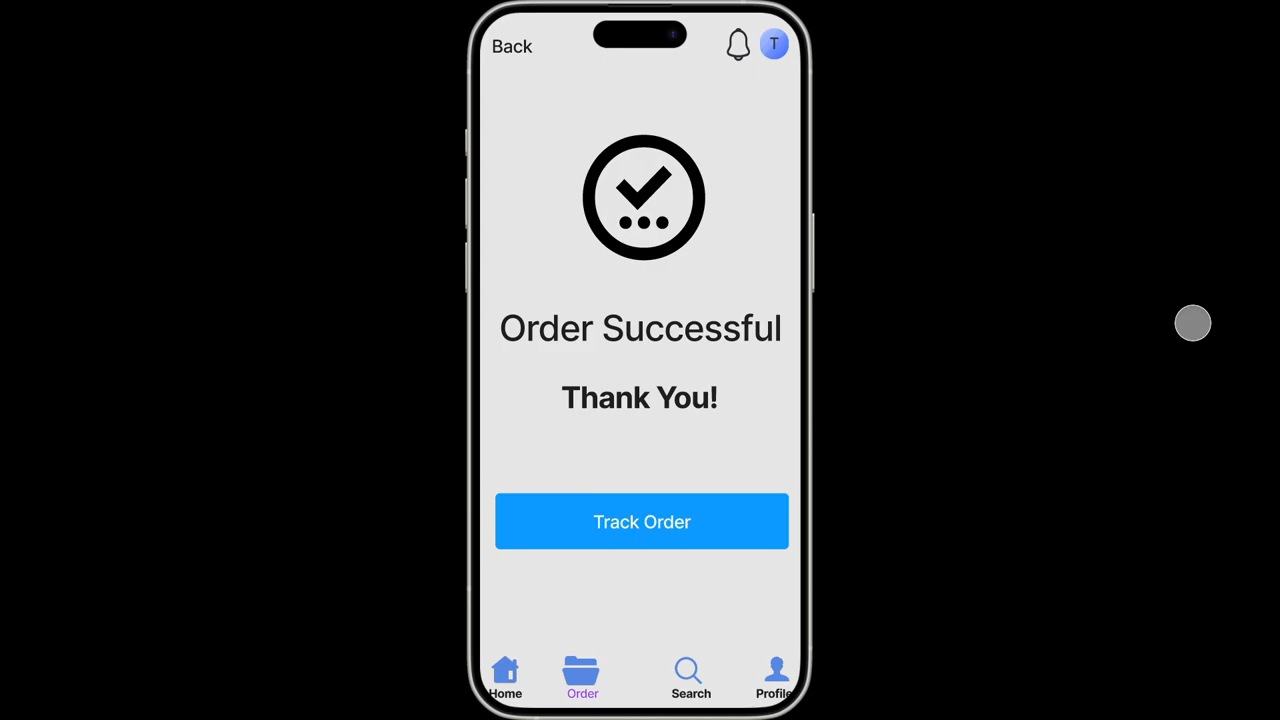 Back
T
Order Successful
Thank You!
Track Order
Home
Order
Search
Profile